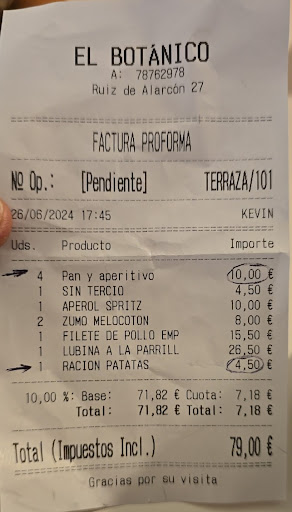 EL BOTÁNICO
A: 78762978
Ruiz de Alarcón 27
FACTURA PROFORMA
Nº Op.: [Pendiente] TERRAZA/101
26/06/2024 17:45 KEVIN
Uds. Producto Importe
4 Pan y aperitivo 10,00 €
1 SIN TERCIO 4,50 €
1 APEROL SPRITZ 10,00 €
2 ZUMO MELOCOTON 8,00 €
1 FILETE DE POLLO EMP 15,50 €
1 LUBINA A LA PARRILL 26,50 €
1 RACION PATATAS 4,50 €
10,00 %: Base: 71,82 € Cuota: 7,18 €
Total: 71,82 € Total: 7,18 €
Total (Impuestos Incl.) 79,00 €
Gracias por su visita